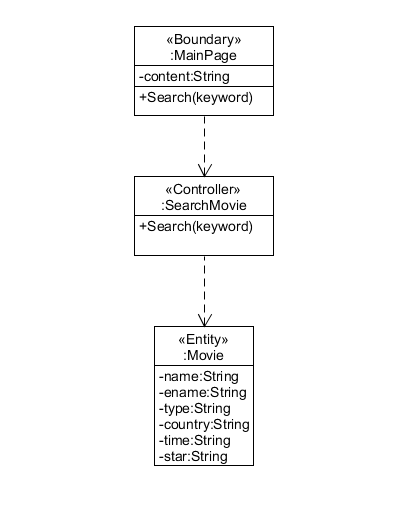 «Boundary»
:MainPage
-content:String
+Search(keyword)
«Controller»
:SearchMovie
+Search(keyword)
«Entity»
:Movie
-name:String
-ename:String
-type:String
-country:String
-time:String
-star:String